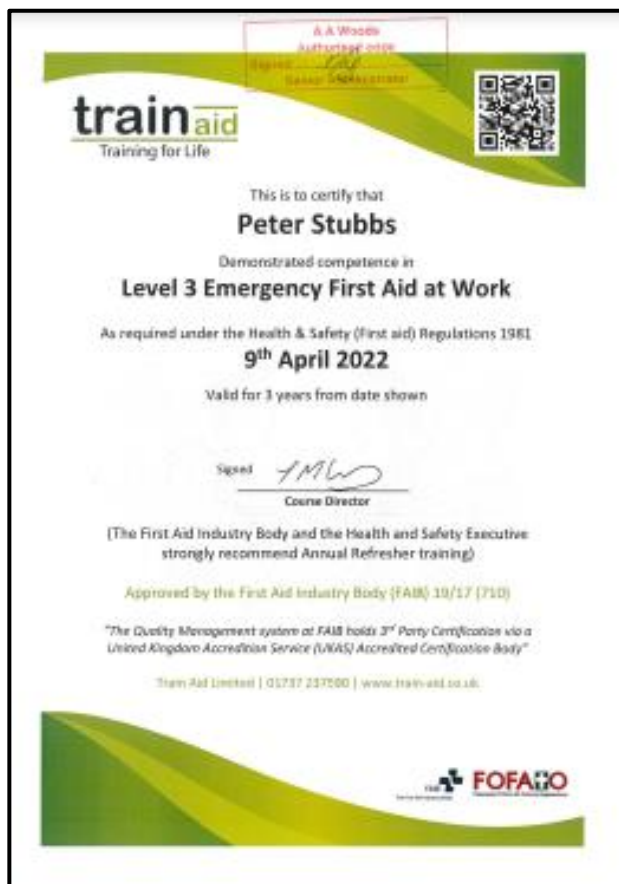 A A Woods
Signed
train aid
Training for Life
This is to certify that
Peter Stubbs
Demonstrated competence in
Level 3 Emergency First Aid at Work
As required under the Health & Safety (First aid) Regulations 1981
9th April 2022
Valid for 3 years from date shown
Signed
Course Director
(The First Aid Industry Body and the Health and Safety Executive
strongly recommend Annual Refresher training)
Approved by the First Aid Industry Body (FAIB) 19/17 (710)
"The Quality Management system at FAIB holds 3rd Party Certification via a
United Kingdom Accreditation Service (UKAS) Accredited Certification Body"
Train Aid Limited | 01737 237580 | www.train-aid.co.uk
FOFATO